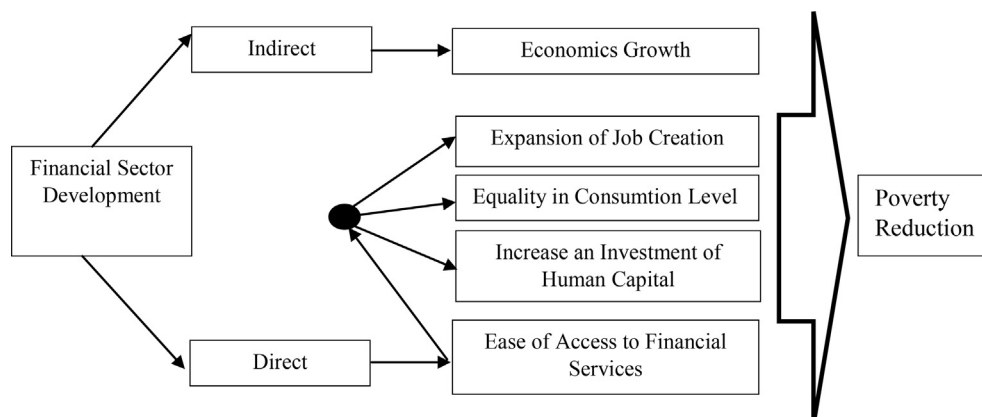 Indirect
Economics Growth
Financial Sector
Development
Expansion of Job Creation
Equality in Consumtion Level
Increase an Investment of
Human Capital
Poverty
Reduction
Direct
Ease of Access to Financial
Services